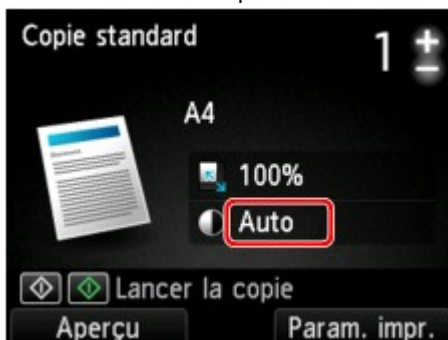 Copie standard
1
A4
100%
Auto
Lancer la copie
Aperçu
Param. impr.